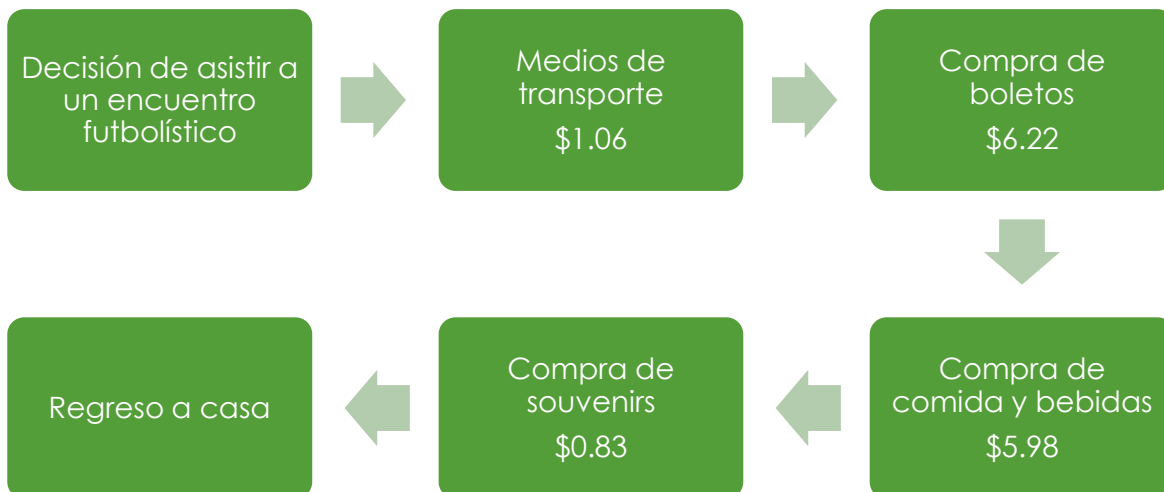 Decisión de asistir a
un encuentro
futbolístico
Medios de
transporte
$1.06
Compra de
boletos
$6.22
Compra de
comida y bebidas
$5.98
Compra de
souvenirs
$0.83
Regreso a casa